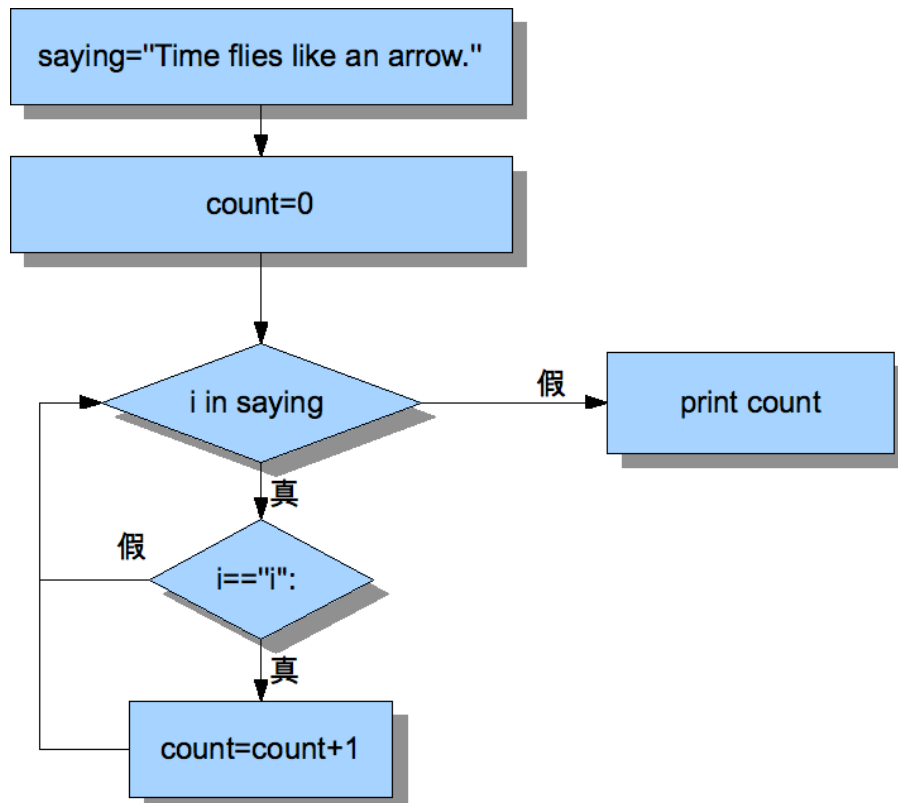 saying="Time flies like an arrow."
count=0
i in saying
假
print count
真
假
i=="i":
真
count=count+1